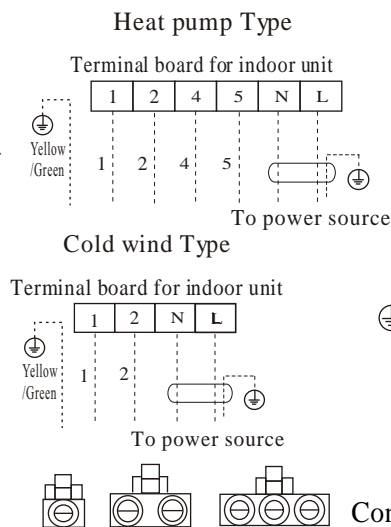 Heat pump Type
Terminal board for indoor unit
1 2 4 5 N L
Yellow
/Green
1 2 4 5
To power source
Cold wind Type
Terminal board for indoor unit
1 2 N L
Yellow
/Green
1 2
To power source